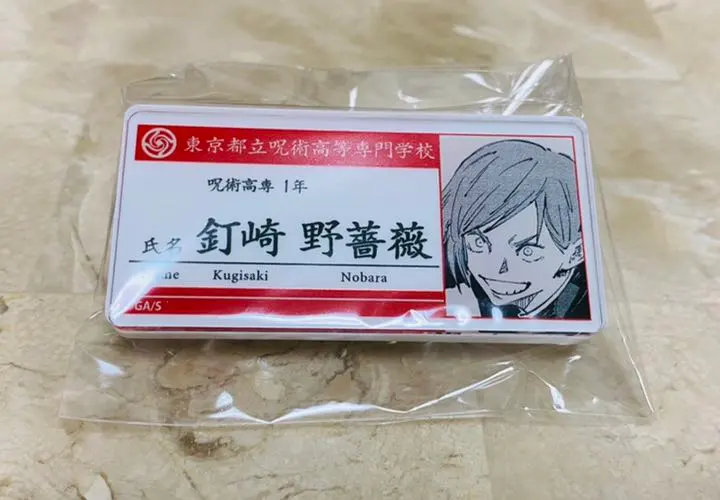 東京都立呪術高等専門学校
呪術高専 1年
氏名 釘崎 野薔薇
Kugisaki Nobara
GA/S